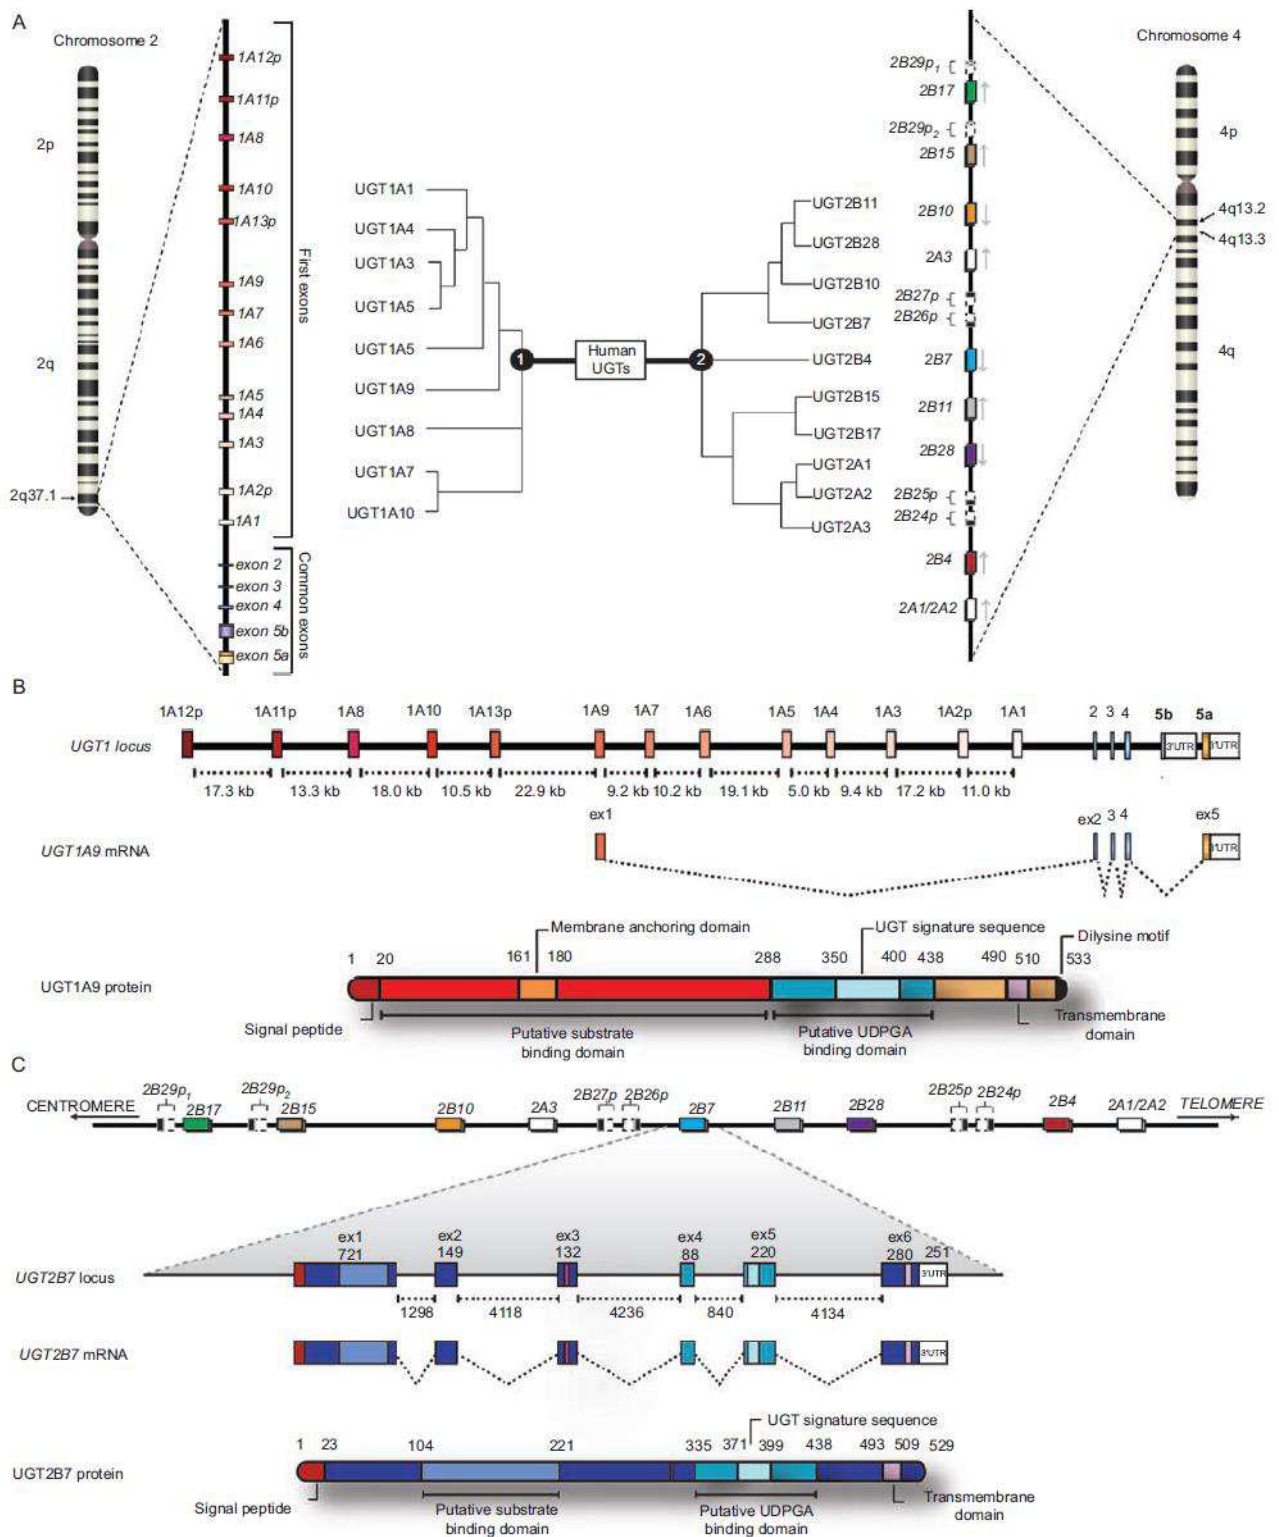 A
Chromosome 2
2p
2q
2q37.1
1A12p
1A11p
1A8
1A10
1A13p
1A9
1A7
1A6
1A5
1A4
1A3
1A2p
1A1
First exons
exon 2
exon 3
exon 4
exon 5b
exon 5a
Common exons
UGT1A1
UGT1A4
UGT1A3
UGT1A5
UGT1A5
UGT1A9
UGT1A8
UGT1A7
UGT1A10
1
Human
UGTs
2
UGT2B11
UGT2B28
UGT2B10
UGT2B7
UGT2B4
UGT2B15
UGT2B17
UGT2A1
UGT2A2
UGT2A3
2B29p1
2B17
2B29p2
2B15
2B10
2A3
2B27p
2B26p
2B7
2B11
2B28
2B25p
2B24p
2B4
2A1/2A2
Chromosome 4
4p
4q13.2
4q13.3
4q
B
1A12p 1A11p 1A8 1A10 1A13p 1A9 1A7 1A6 1A5 1A4 1A3 1A2p 1A1 2 3 4 5b 5a
UGT1 locus 3'UTR 3'UTR
17.3 kb 13.3 kb 18.0 kb 10.5 kb 22.9 kb 9.2 kb 10.2 kb 19.1 kb 5.0 kb 9.4 kb 17.2 kb 11.0 kb
ex1 ex2 3 4 ex5
UGT1A9 mRNA 3'UTR
Membrane anchoring domain UGT signature sequence Dilysine motif
1 20 161 180 288 350 400 438 490 510 533
UGT1A9 protein
Signal peptide Putative substrate Putative UDPGA Transmembrane
binding domain binding domain domain
C
CENTROMERE 2B29p1 2B17 2B29p2 2B15 2B10 2A3 2B27p 2B26p 2B7 2B11 2B28 2B25p 2B24p 2B4 2A1/2A2 TELOMERE
ex1 ex2 ex3 ex4 ex5 ex6
721 149 132 88 220 280 251
UGT2B7 locus 3'UTR
1298 4118 4236 840 4134
UGT2B7 mRNA 3'UTR
UGT signature sequence
1 23 104 221 335 371 399 438 493 509 529
UGT2B7 protein
Signal peptide Putative substrate Putative UDPGA Transmembrane
binding domain binding domain domain